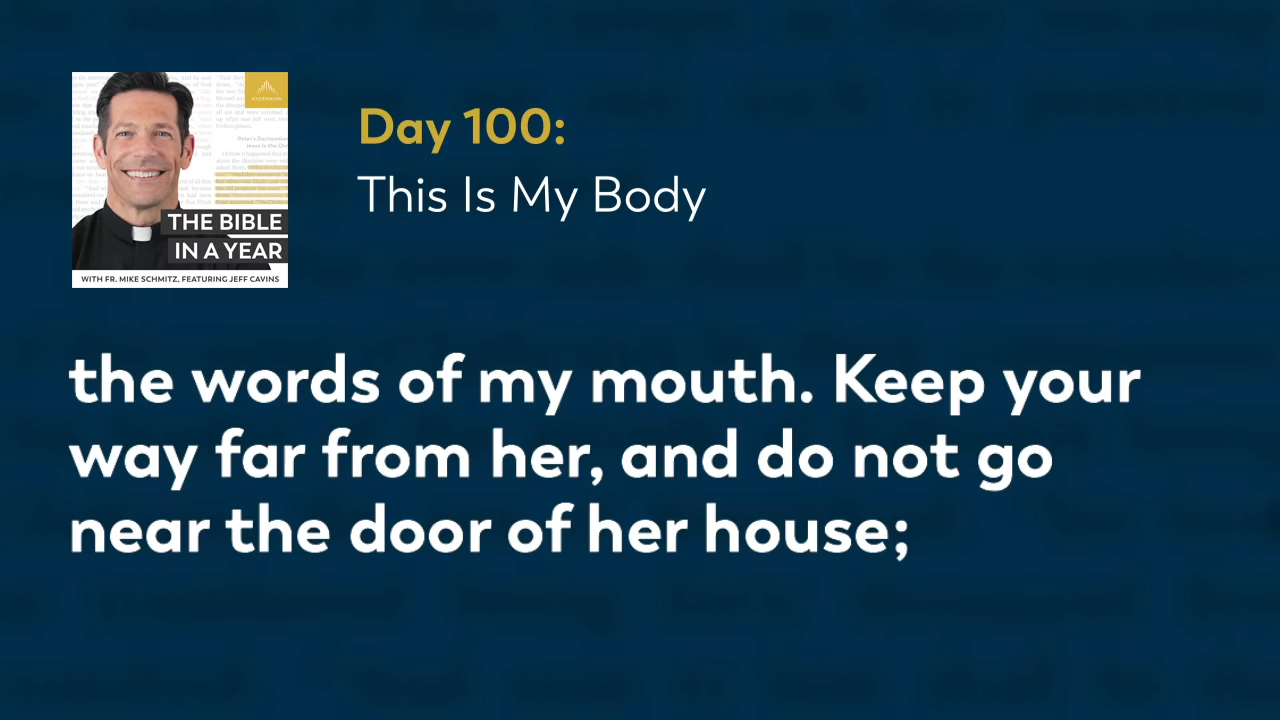 ASCENSION
THE BIBLE
IN A YEAR
WITH FR. MIKE SCHMITZ, FEATURING JEFF CAVINS
Day 100:
This Is My Body
the words of my mouth. Keep your
way far from her, and do not go
near the door of her house;